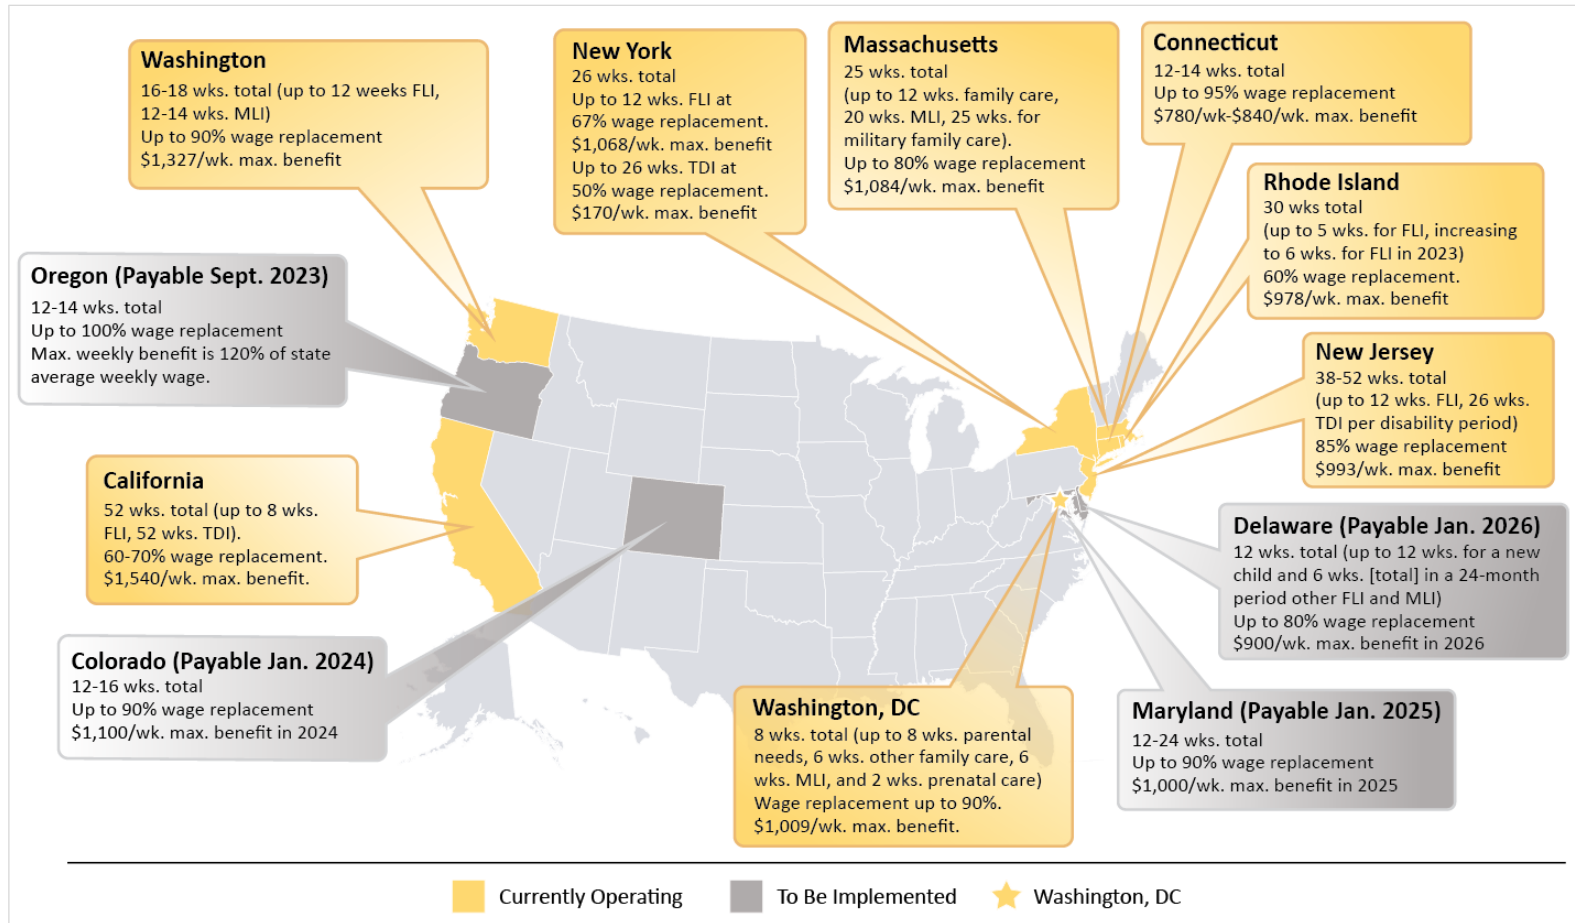 Washington
16-18 wks. total (up to 12 weeks FLI,
12-14 wks. MLI)
Up to 90% wage replacement
$1,327/wk. max. benefit
New York
26 wks. total
Up to 12 wks. FLI at
67% wage replacement.
$1,068/wk. max. benefit
Up to 26 wks. TDI at
50% wage replacement.
$170/wk. max. benefit
Massachusetts
25 wks. total
(up to 12 wks. family care,
20 wks. MLI, 25 wks. for
military family care).
Up to 80% wage replacement
$1,084/wk. max. benefit
Connecticut
12-14 wks. total
Up to 95% wage replacement
$780/wk-$840/wk. max. benefit
Rhode Island
30 wks total
(up to 5 wks. for FLI, increasing
to 6 wks. for FLI in 2023)
60% wage replacement.
$978/wk. max. benefit
Oregon (Payable Sept. 2023)
12-14 wks. total
Up to 100% wage replacement
Max. weekly benefit is 120% of state
average weekly wage.
New Jersey
38-52 wks. total
(up to 12 wks. FLI, 26 wks.
TDI per disability period)
85% wage replacement
$993/wk. max. benefit
California
52 wks. total (up to 8 wks.
FLI, 52 wks. TDI).
60-70% wage replacement.
$1,540/wk. max. benefit.
Delaware (Payable Jan. 2026)
12 wks. total (up to 12 wks. for a new
child and 6 wks. [total] in a 24-month
period other FLI and MLI)
Up to 80% wage replacement
$900/wk. max. benefit in 2026
Colorado (Payable Jan. 2024)
12-16 wks. total
Up to 90% wage replacement
$1,100/wk. max. benefit in 2024
Washington, DC
8 wks. total (up to 8 wks. parental
needs, 6 wks. other family care, 6
wks. MLI, and 2 wks. prenatal care)
Wage replacement up to 90%.
$1,009/wk. max. benefit.
Maryland (Payable Jan. 2025)
12-24 wks. total
Up to 90% wage replacement
$1,000/wk. max. benefit in 2025
Currently Operating
To Be Implemented
Washington, DC